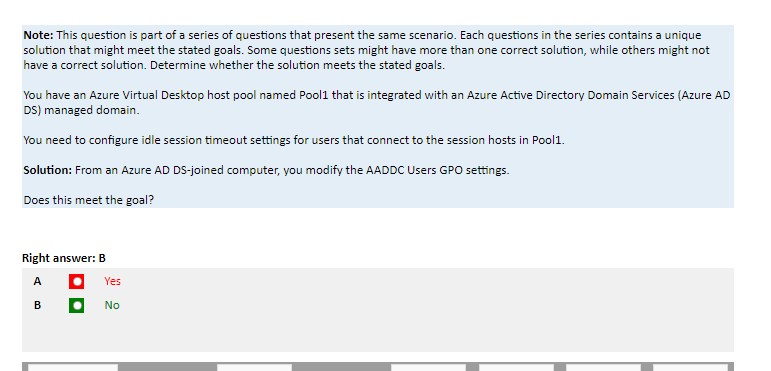 Note: This question is part of a series of questions that present the same scenario. Each questions in the series contains a unique
solution that might meet the stated goals. Some questions sets might have more than one correct solution, while others might not
have a correct solution. Determine whether the solution meets the stated goals.
You have an Azure Virtual Desktop host pool named Pool1 that is integrated with an Azure Active Directory Domain Services (Azure AD
DS) managed domain.
You need to configure idle session timeout settings for users that connect to the session hosts in Pool1.
Solution: From an Azure AD DS-joined computer, you modify the AADDC Users GPO settings.
Does this meet the goal?
Right answer: B
A Yes
B No